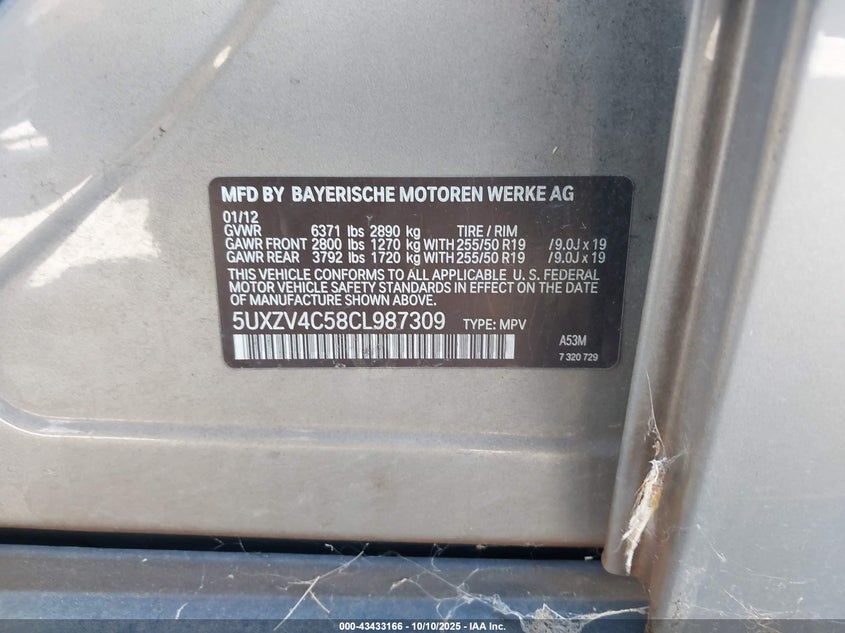 MFD BY BAYERISCHE MOTOREN WERKE AG
01/12
GVWR 6371 lbs 2890 kg TIRE / RIM
GAWR FRONT 2800 lbs 1270 kg WITH 255/50 R19 /9.0J x 19
GAWR REAR 3792 lbs 1720 kg WITH 255/50 R19 /9.0J x 19
THIS VEHICLE CONFORMS TO ALL APPLICABLE U. S. FEDERAL
MOTOR VEHICLE SAFETY STANDARDS IN EFFECT ON THE DATE
OF MANUFACTURE SHOWN ABOVE.
5UXZV4C58CL987309 TYPE: MPV
A53M
7 320 729
000-43433166 - 10/10/2025 - IAA Inc.